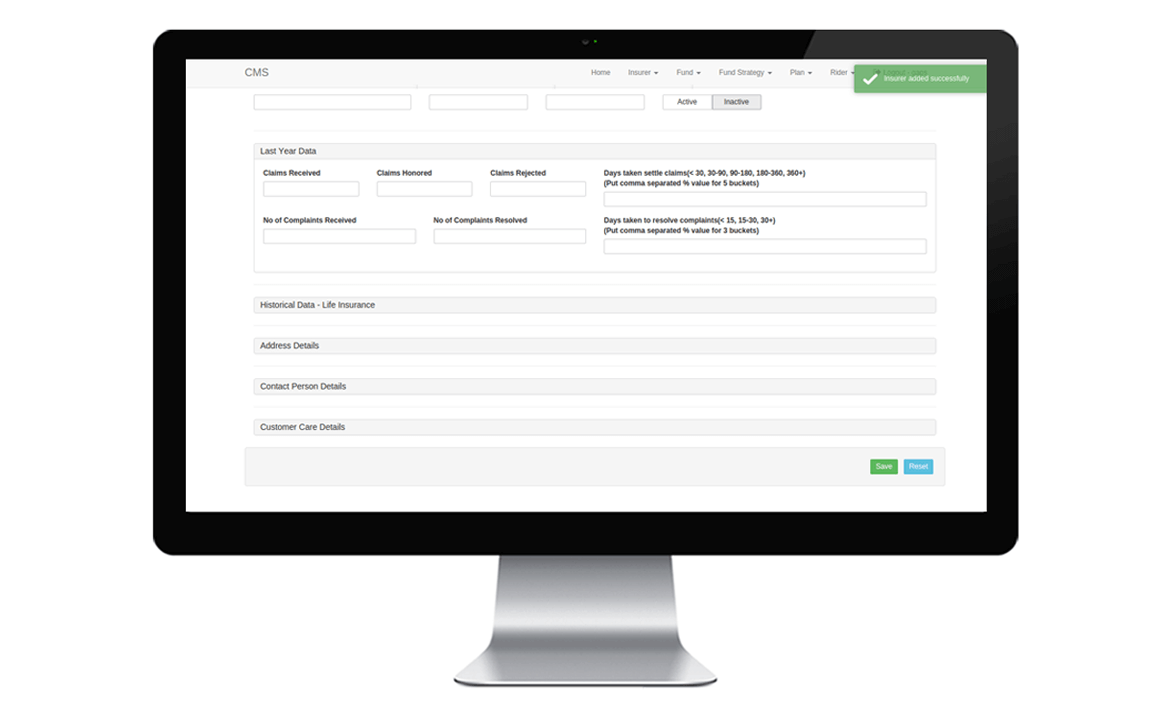 CMS
Home Insurer Fund Fund Strategy Plan Rider
Insurer added successfully
Active Inactive
Last Year Data
Claims Received Claims Honored Claims Rejected
Days taken settle claims(< 30, 30-90, 90-180, 180-360, 360+)
(Put comma separated % value for 5 buckets)
No of Complaints Received No of Complaints Resolved
Days taken to resolve complaints(< 15, 15-30, 30+)
(Put comma separated % value for 3 buckets)
Historical Data - Life Insurance
Address Details
Contact Person Details
Customer Care Details
Save Reset